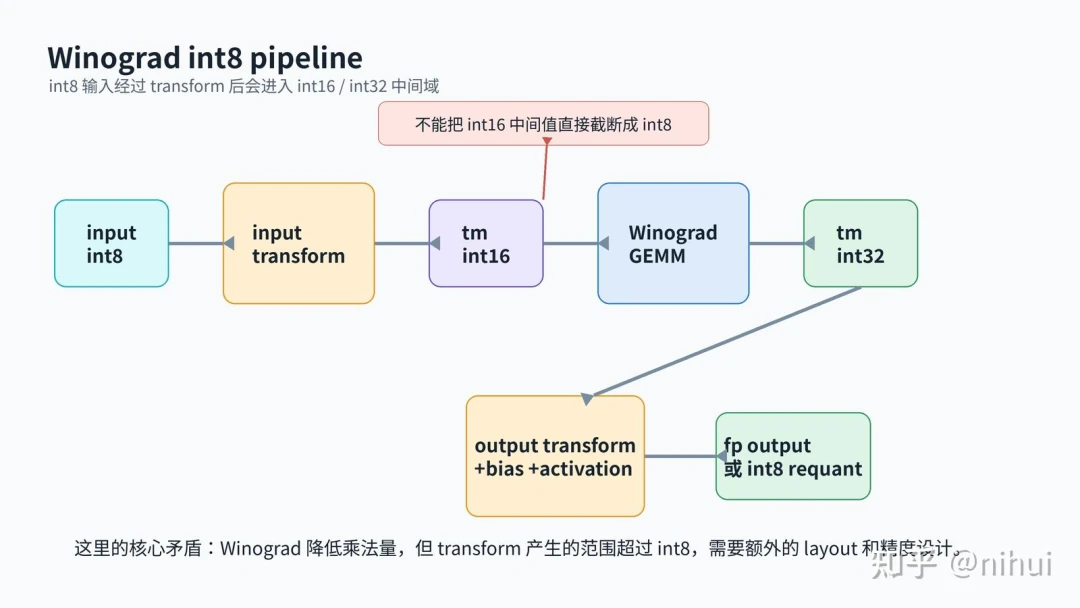 Winograd int8 pipeline
int8 输入经过 transform 后会进入 int16 / int32 中间域
不能把 int16 中间值直接截断成 int8
input
int8
input
transform
tm
int16
Winograd
GEMM
tm
int32
output transform
+bias +activation
fp output
或 int8 requant
这里的核心矛盾：Winograd 降低乘法量，但 transform 产生的范围超过 int8，需要额外的 layout 和精度设计。
知乎 @nihui